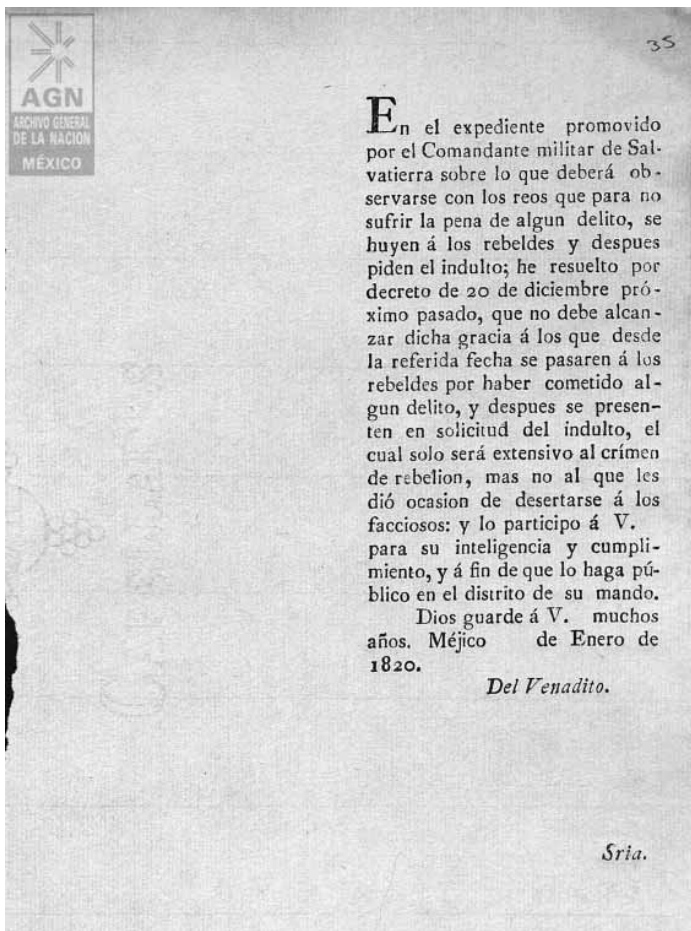 AGN
ARCHIVO GENERAL
DE LA NACION
MÉXICO
35
En el expediente promovido
por el Comandante militar de Sal-
vatierra sobre lo que deberá ob-
servarse con los reos que para no
sufrir la pena de algun delito, se
huyen á los rebeldes y despues
piden el indulto; he resuelto por
decreto de 20 de diciembre pró-
ximo pasado, que no debe alcan-
zar dicha gracia á los que desde
la referida fecha se pasaren á los
rebeldes por haber cometido al-
gun delito, y despues se presen-
ten en solicitud del indulto, el
cual solo será extensivo al crímen
de rebelion, mas no al que les
dió ocasion de desertarse á los
facciosos: y lo participo á V.
para su inteligencia y cumpli-
miento, y á fin de que lo haga pú-
blico en el distrito de su mando.
Dios guarde á V. muchos
años. Méjico de Enero de
1820.
Del Venadito.
Sria.